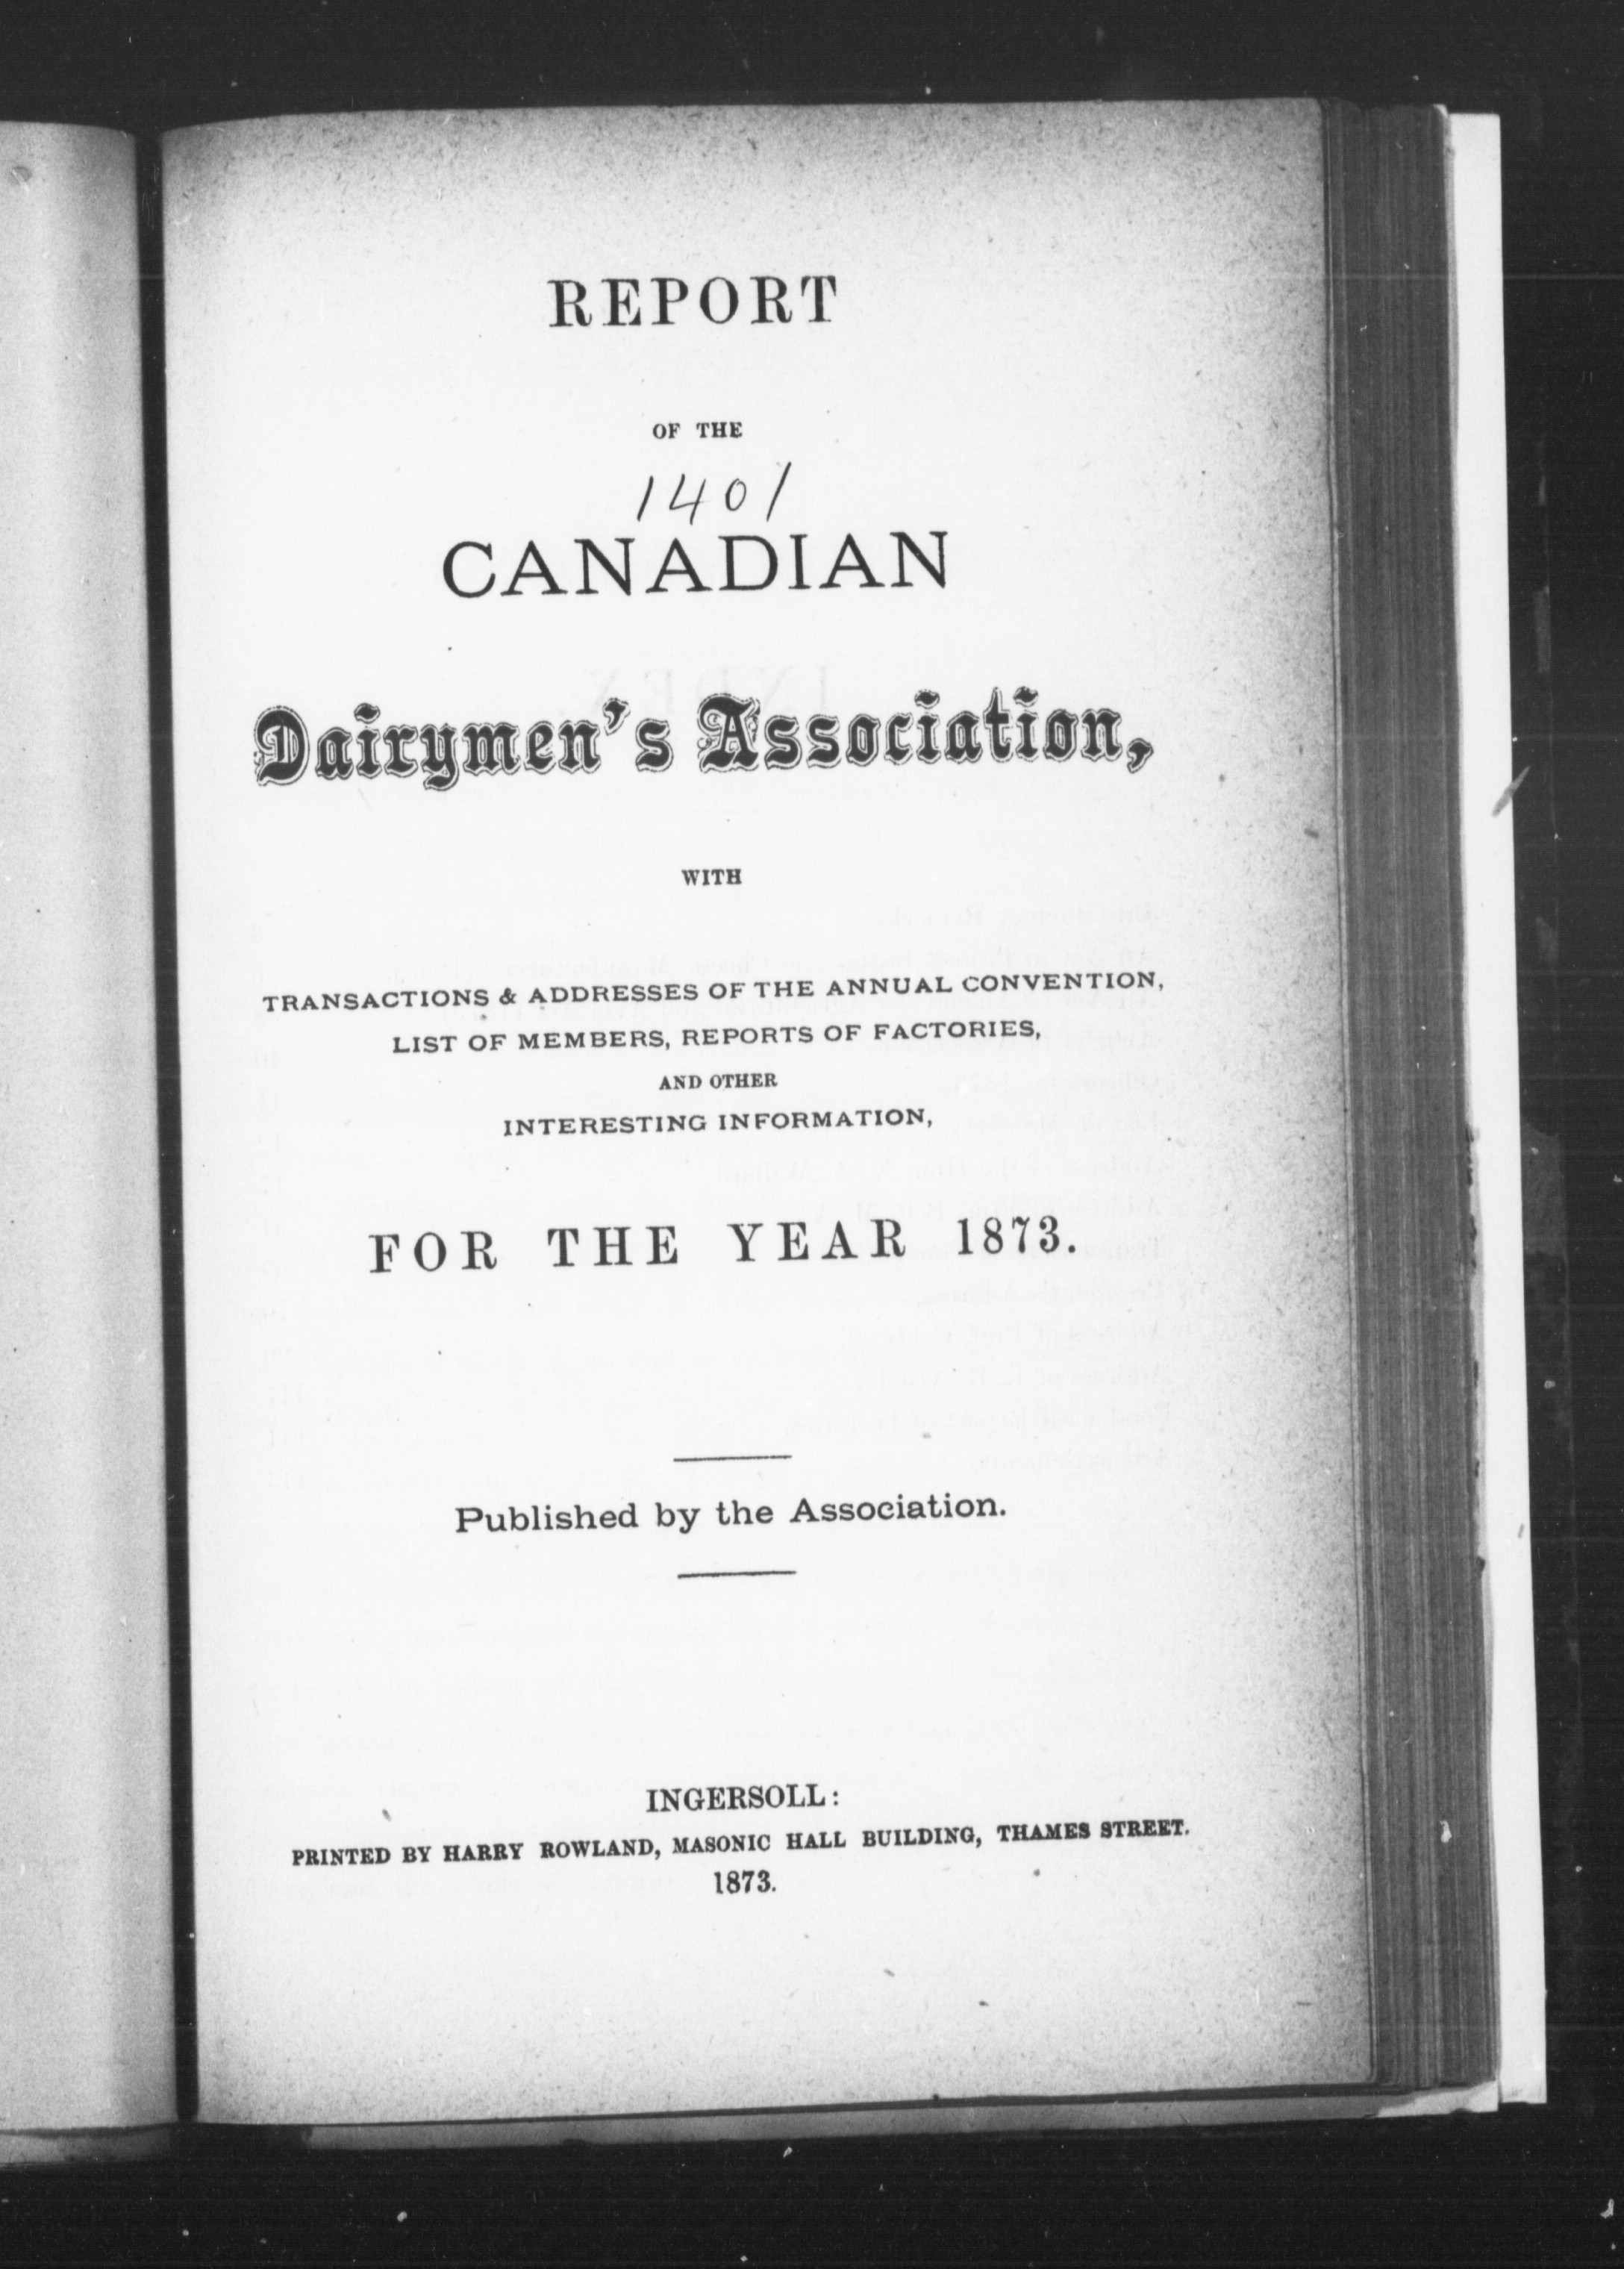 REPORT
OF THE
1401
CANADIAN
Dairymen's Association,
WITH
TRANSACTIONS & ADDRESSES OF THE ANNUAL CONVENTION,
LIST OF MEMBERS, REPORTS OF FACTORIES,
AND OTHER
INTERESTING INFORMATION,
FOR THE YEAR 1873.
Published by the Association.
INGERSOLL:
PRINTED BY HARRY ROWLAND, MASONIC HALL BUILDING, THAMES STREET.
1873.